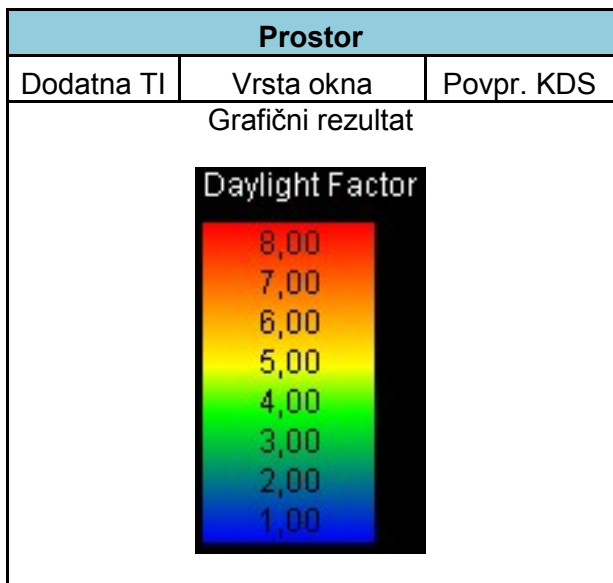 Prostor
Dodatna TI Vrsta okna Povpr. KDS
Grafični rezultat
Daylight Factor
8,00
7,00
6,00
5,00
4,00
3,00
2,00
1,00